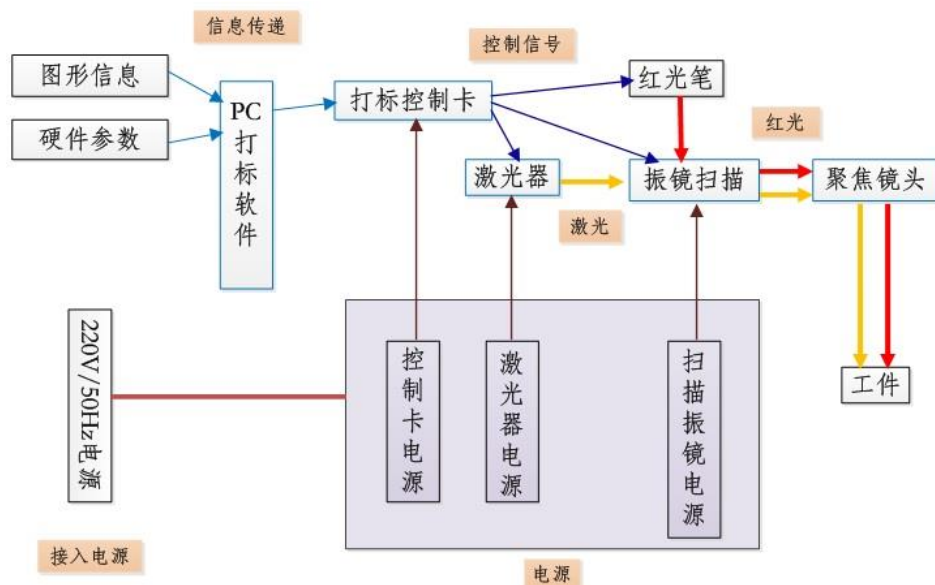 信息传递
控制信号
图形信息
硬件参数
PC打标软件
打标控制卡
红光笔
红光
激光器
振镜扫描
聚焦镜头
激光
220V/50Hz电源
控制卡电源
激光器电源
扫描振镜电源
工件
接入电源
电源